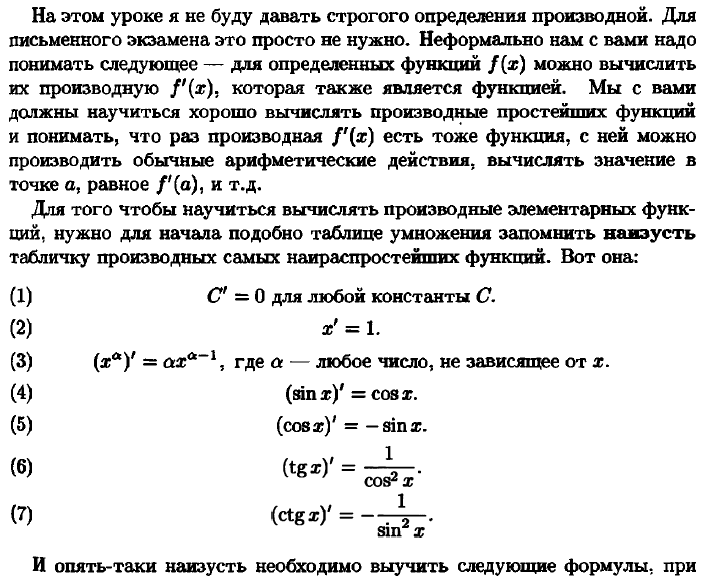 На этом уроке я не буду давать строгого определения производной. Для
письменного экзамена это просто не нужно. Неформально нам с вами надо
понимать следующее — для определенных функций f(x) можно вычислить
их производную f′(x), которая также является функцией. Мы с вами
должны научиться хорошо вычислять производные простейших функций
и понимать, что раз производная f′(x) есть тоже функция, с ней можно
производить обычные арифметические действия, вычислять значение в
точке a, равное f′(a), и т.д.
Для того чтобы научиться вычислять производные элементарных функ-
ций, нужно для начала подобно таблице умножения запомнить наизусть
табличку производных самых наираспростейших функций. Вот она:
(1) C′ = 0 для любой константы C.
(2) x′ = 1.
(3) (x^α)′ = αx^(α−1), где α — любое число, не зависящее от x.
(4) (sin x)′ = cos x.
(5) (cos x)′ = − sin x.
(6) (tg x)′ = 1/cos² x.
(7) (ctg x)′ = −1/sin² x.
И опять-таки наизусть необходимо выучить следующие формулы, при